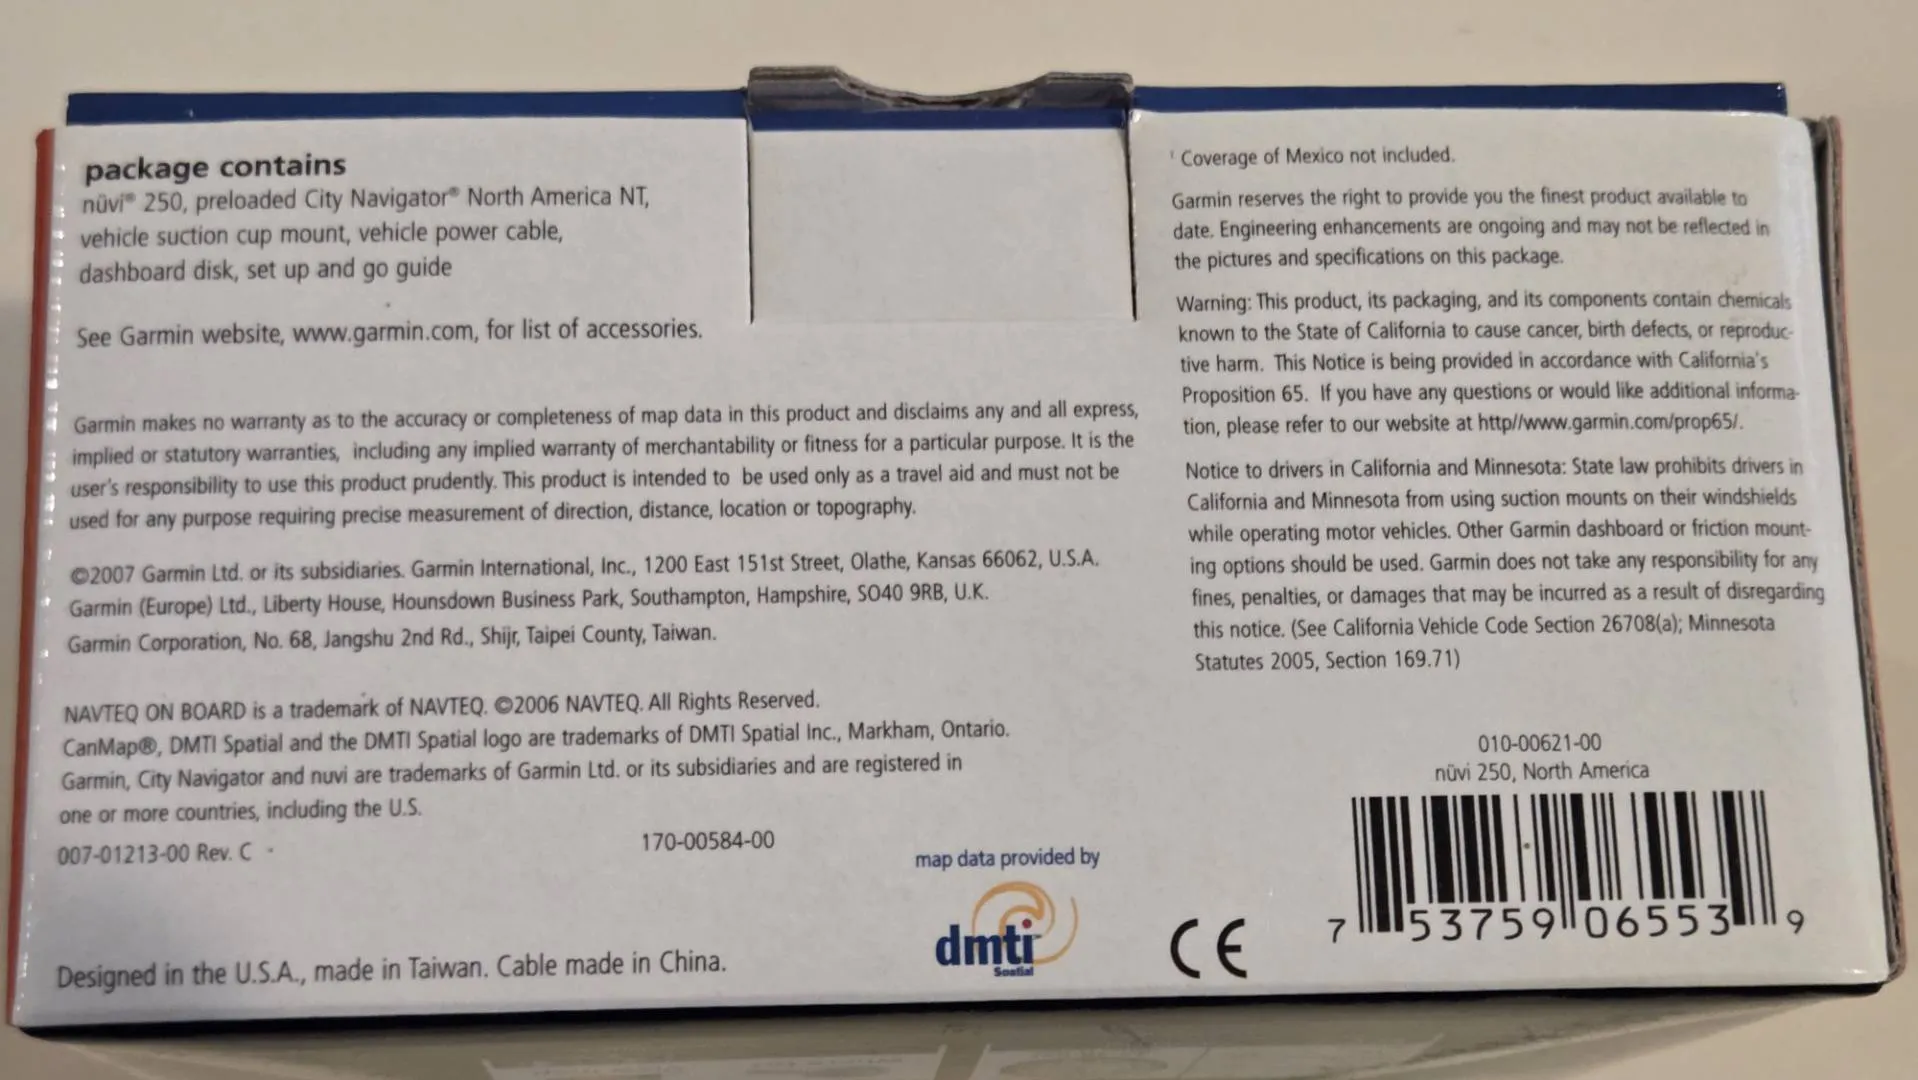 package contains
nüvi® 250, preloaded City Navigator® North America NT,
vehicle suction cup mount, vehicle power cable,
dashboard disk, set up and go guide
See Garmin website, www.garmin.com, for list of accessories.
Garmin makes no warranty as to the accuracy or completeness of map data in this product and disclaims any and all express,
implied or statutory warranties, including any implied warranty of merchantability or fitness for a particular purpose. It is the
user's responsibility to use this product prudently. This product is intended to be used only as a travel aid and must not be
used for any purpose requiring precise measurement of direction, distance, location or topography.
©2007 Garmin Ltd. or its subsidiaries. Garmin International, Inc., 1200 East 151st Street, Olathe, Kansas 66062, U.S.A.
Garmin (Europe) Ltd., Liberty House, Hounsdown Business Park, Southampton, Hampshire, SO40 9RB, U.K.
Garmin Corporation, No. 68, Jangshu 2nd Rd., Shijr, Taipei County, Taiwan.
NAVTEQ ON BOARD is a trademark of NAVTEQ. ©2006 NAVTEQ. All Rights Reserved.
CanMap®, DMTI Spatial and the DMTI Spatial logo are trademarks of DMTI Spatial Inc., Markham, Ontario.
Garmin, City Navigator and nuvi are trademarks of Garmin Ltd. or its subsidiaries and are registered in
one or more countries, including the U.S.
007-01213-00 Rev. C
170-00584-00
Designed in the U.S.A., made in Taiwan. Cable made in China.
map data provided by
dmti
Spatial
¹ Coverage of Mexico not included.
Garmin reserves the right to provide you the finest product available to
date. Engineering enhancements are ongoing and may not be reflected in
the pictures and specifications on this package.
Warning: This product, its packaging, and its components contain chemicals
known to the State of California to cause cancer, birth defects, or reproduc-
tive harm. This Notice is being provided in accordance with California's
Proposition 65. If you have any questions or would like additional informa-
tion, please refer to our website at http//www.garmin.com/prop65/.
Notice to drivers in California and Minnesota: State law prohibits drivers in
California and Minnesota from using suction mounts on their windshields
while operating motor vehicles. Other Garmin dashboard or friction mount-
ing options should be used. Garmin does not take any responsibility for any
fines, penalties, or damages that may be incurred as a result of disregarding
this notice. (See California Vehicle Code Section 26708(a); Minnesota
Statutes 2005, Section 169.71)
010-00621-00
nüvi 250, North America
CE
7 53759 06553 9